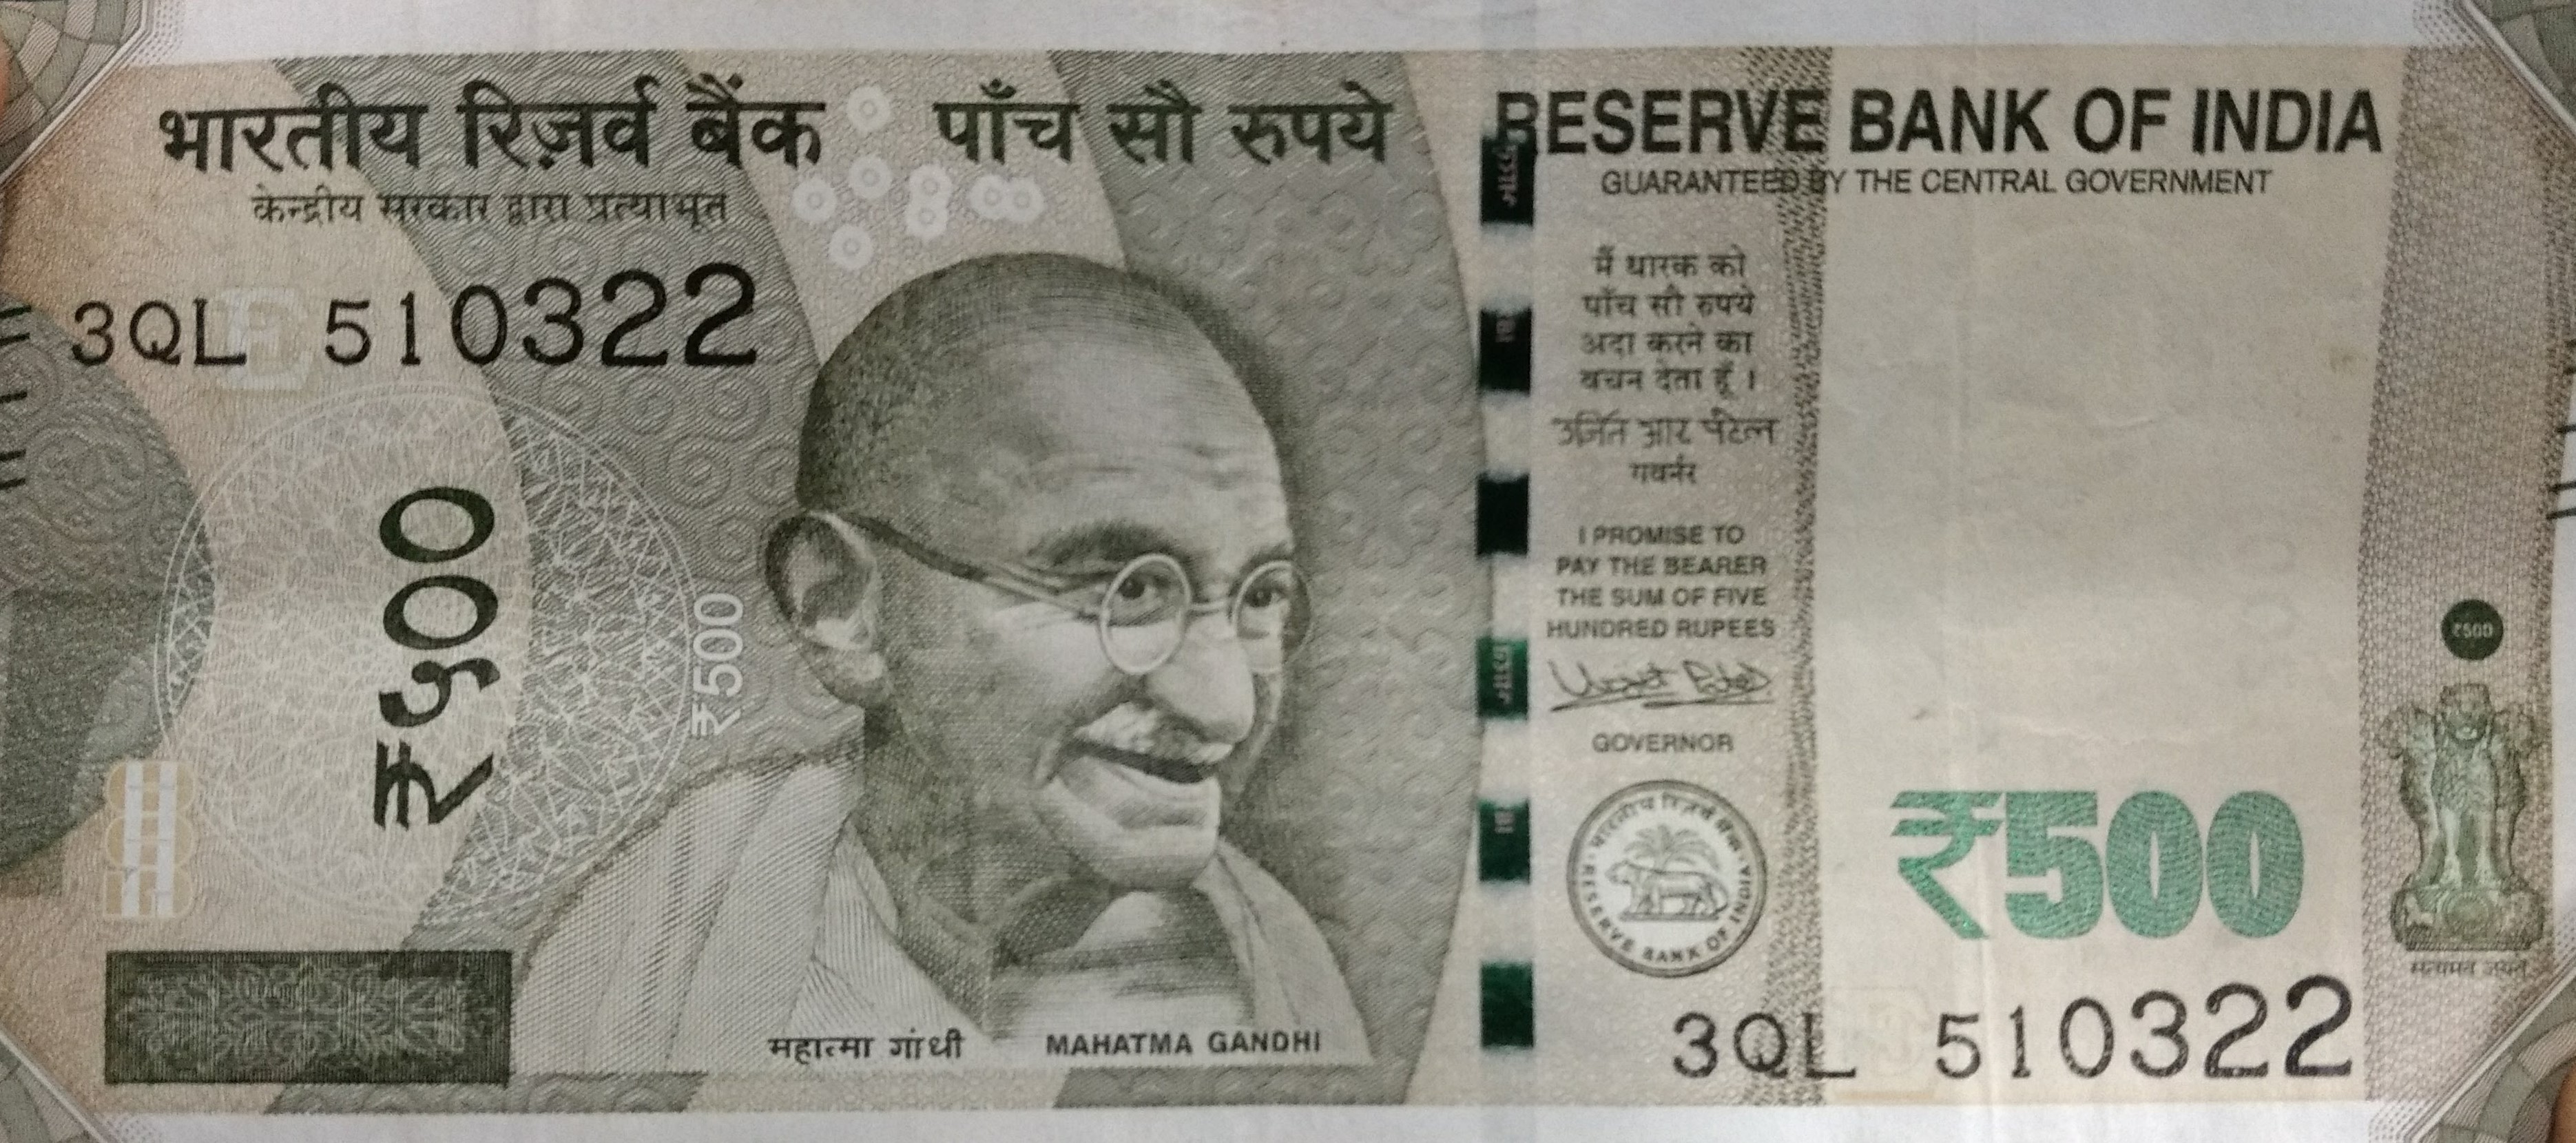 भारतीय रिज़र्व बैंक
पाँच सौ रुपये
RESERVE BANK OF INDIA
केन्द्रीय सरकार द्वारा प्रत्याभूत
GUARANTEED BY THE CENTRAL GOVERNMENT
3QL 510322
मैं धारक को
पाँच सौ रुपये
अदा करने का
वचन देता हूँ ।
उर्जित आर पटेल
गवर्नर
I PROMISE TO
PAY THE BEARER
THE SUM OF FIVE
HUNDRED RUPEES
Urjit Patel
GOVERNOR
₹५००
₹500
₹500
भारतीय रिज़र्व बैंक
RESERVE BANK OF INDIA
₹500
सत्यमेव जयते
महात्मा गांधी
MAHATMA GANDHI
3QL 510322